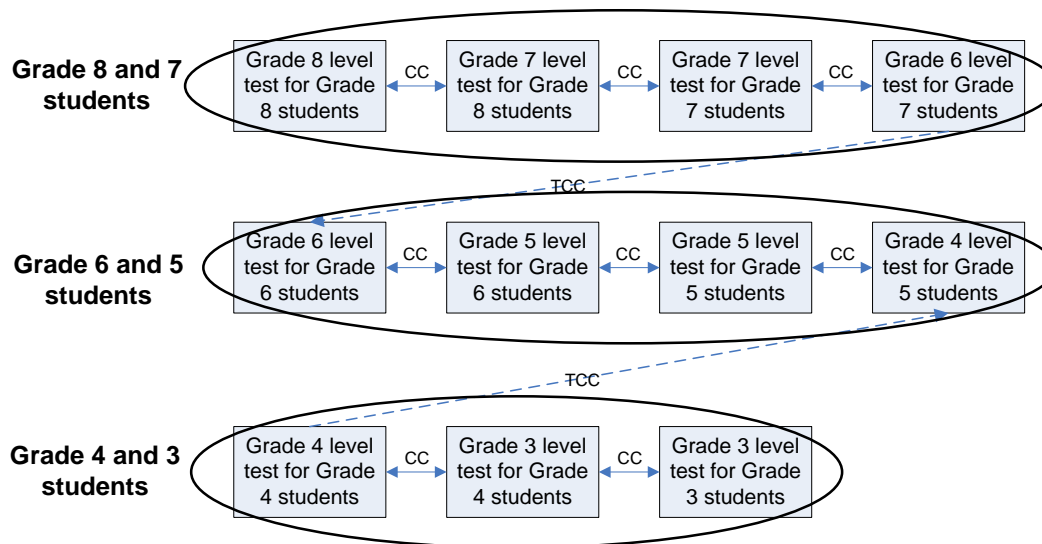 Grade 8 and 7
students
Grade 8 level
test for Grade
8 students
CC
Grade 7 level
test for Grade
8 students
CC
Grade 7 level
test for Grade
7 students
CC
Grade 6 level
test for Grade
7 students
TCC
Grade 6 and 5
students
Grade 6 level
test for Grade
6 students
CC
Grade 5 level
test for Grade
6 students
CC
Grade 5 level
test for Grade
5 students
CC
Grade 4 level
test for Grade
5 students
TCC
Grade 4 and 3
students
Grade 4 level
test for Grade
4 students
CC
Grade 3 level
test for Grade
4 students
CC
Grade 3 level
test for Grade
3 students